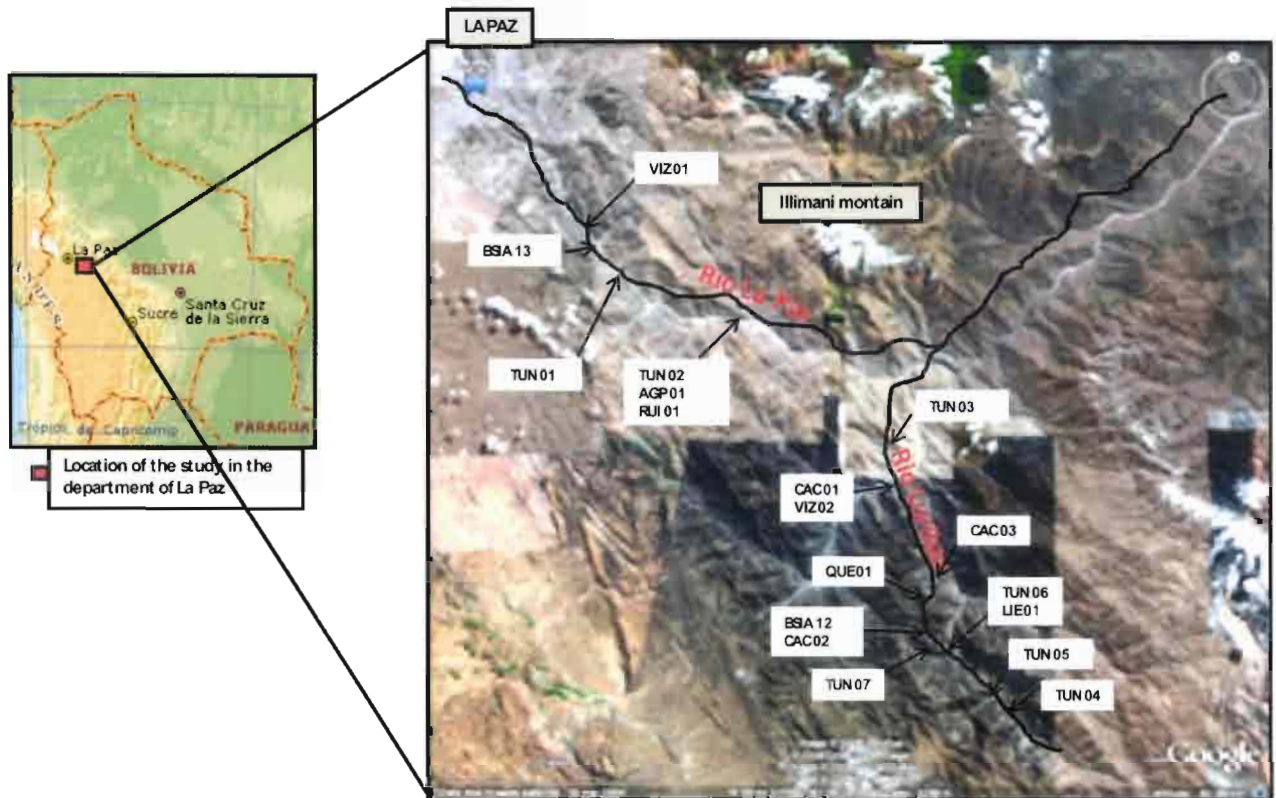 LA PAZ
La Paz
BOLIVIA
Sucre
Santa Cruz
de la Sierra
PARAGUA
Location of the study in the
department of La Paz
VIZ01
Illimani montain
BSIA 13
Rio La Paz
TUN 01
TUN 02
AGP01
RUI 01
TUN 03
CAC01
VIZ02
Rio
CAC03
QUE01
TUN 06
LIE01
BSIA 12
CAC02
TUN 05
TUN 07
TUN 04
Google